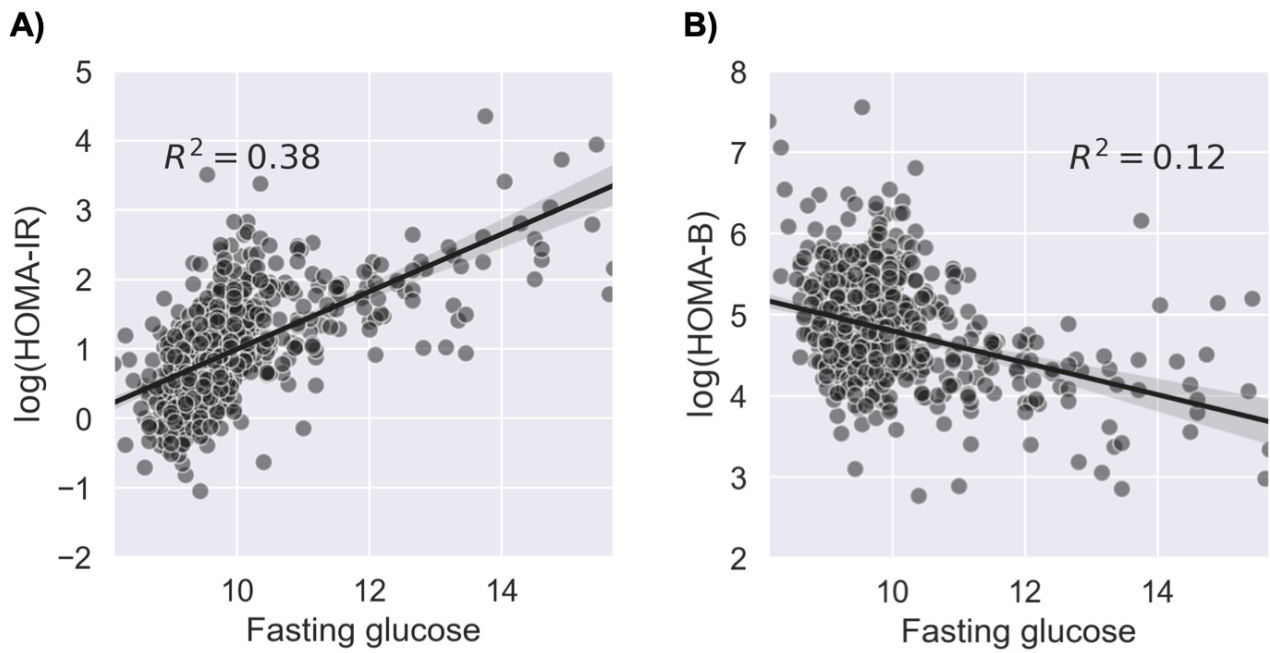 A)
5
4
3
2
1
0
−1
−2
R² = 0.38
log(HOMA-IR)
10 12 14
Fasting glucose
B)
8
7
6
5
4
3
2
R² = 0.12
log(HOMA-B)
10 12 14
Fasting glucose